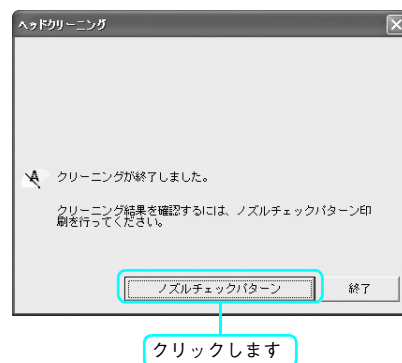 ヘッドクリーニング
クリーニングが終了しました。
クリーニング結果を確認するには、ノズルチェックパターン印
刷を行ってください。
ノズルチェックパターン
終了
クリックします